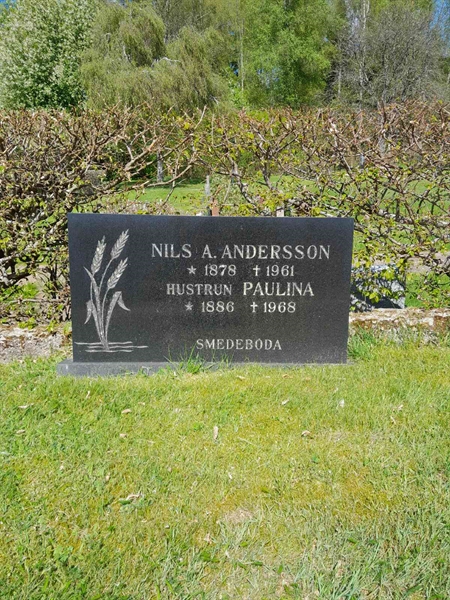 NILS A. ANDERSSON
* 1878 † 1961
HUSTRUN PAULINA
* 1886 † 1968
SMEDEBODA